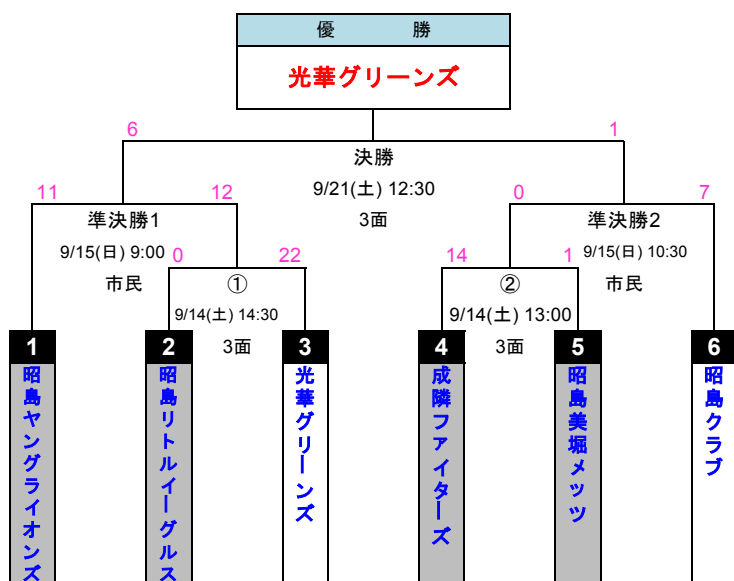 優　勝
光華グリーンズ
6
1
決勝
9/21(土) 12:30
3面
11
12
0
7
準決勝1
準決勝2
9/15(日) 9:00
9/15(日) 10:30
市民
市民
0
22
14
1
①
②
9/14(土) 14:30
9/14(土) 13:00
3面
3面
1
2
3
4
5
6
昭島ヤングライオンズ
昭島リトルイーグルス
光華グリーンズ
成隣ファイターズ
昭島美堀メッツ
昭島クラブ